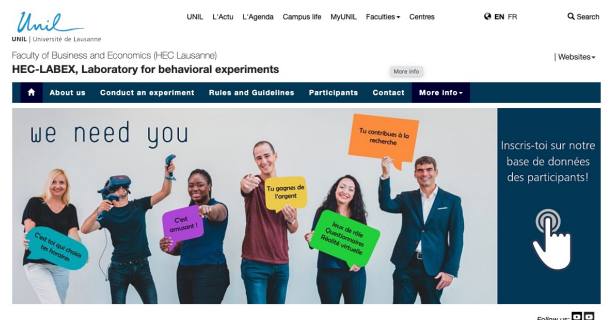 Unil
UNIL | Université de Lausanne
UNIL L'Actu L'Agenda Campus life MyUNIL Faculties Centres EN FR Search
Faculty of Business and Economics (HEC Lausanne)
HEC-LABEX, Laboratory for behavioral experiments
More info
| Websites
About us Conduct an experiment Rules and Guidelines Participants Contact More info
we need you
C'est toi qui choisis
tes horaires
C'est
amusant !
Tu gagnes de
l'argent
Jeux de rôle
Questionnaires
Réalité virtuelle
Tu contribues à la
recherche
Inscris-toi sur notre
base de données
des participants!
Follow us: